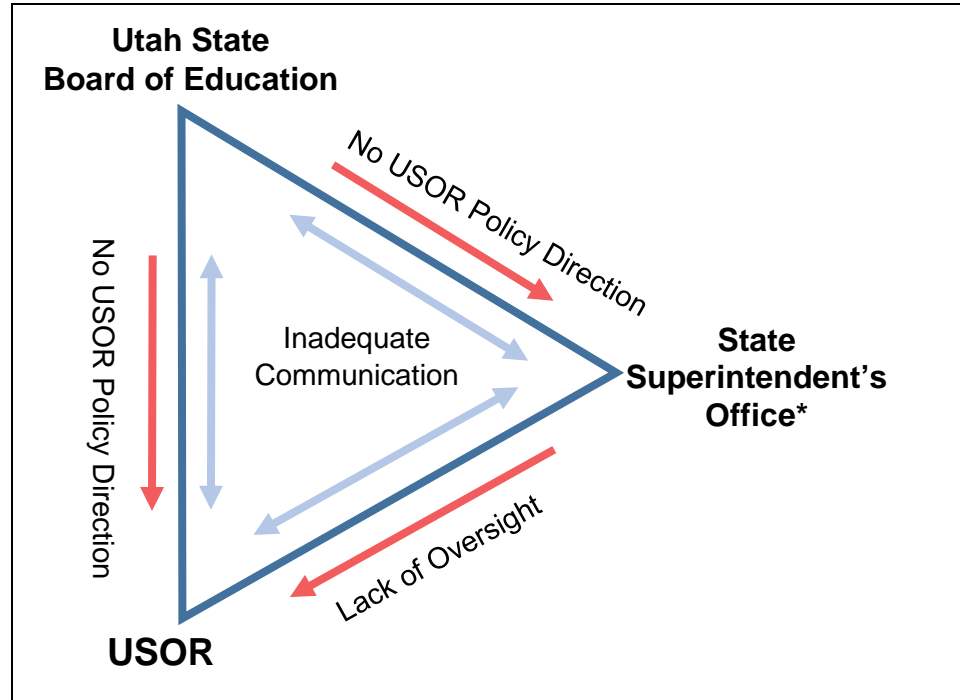 Utah State
Board of Education
No USOR Policy Direction
No USOR Policy Direction
Inadequate
Communication
State
Superintendent’s
Office*
Lack of Oversight
USOR